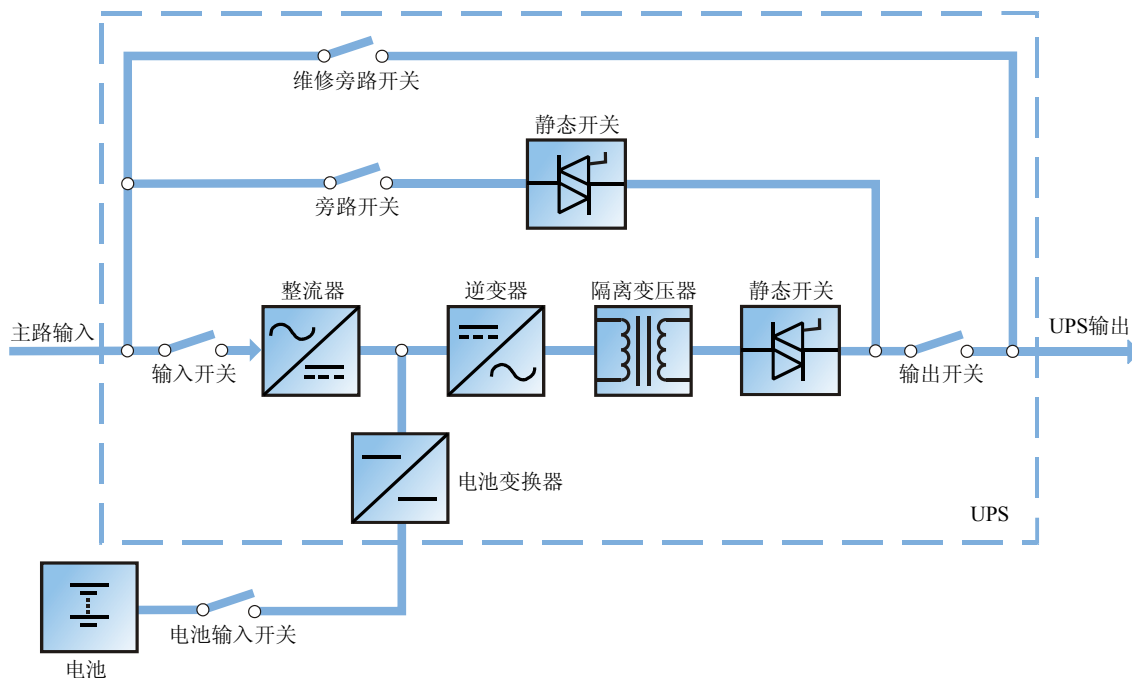 维修旁路开关
静态开关
旁路开关
整流器
逆变器
隔离变压器
静态开关
主路输入
UPS输出
输入开关
输出开关
电池变换器
UPS
电池输入开关
电池